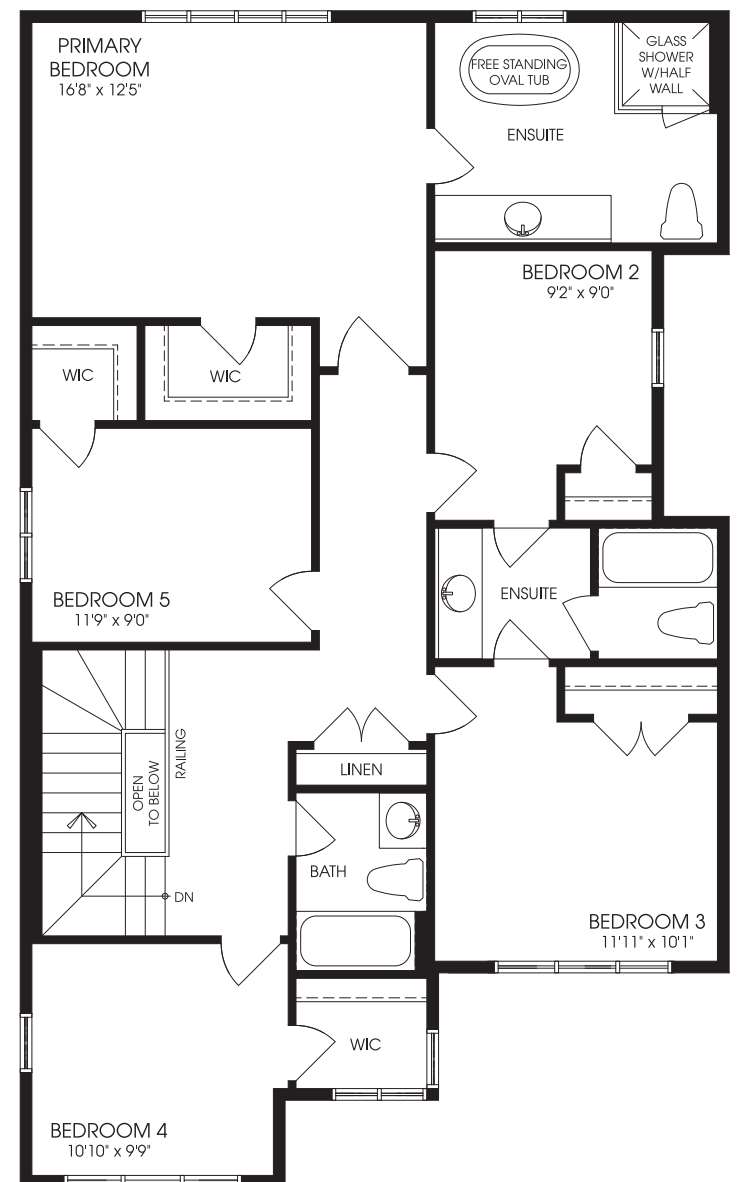 PRIMARY
BEDROOM
16'8" x 12'5"
FREE STANDING
OVAL TUB
GLASS
SHOWER
W/HALF
WALL
ENSUITE
BEDROOM 2
9'2" x 9'0"
WIC
WIC
BEDROOM 5
11'9" x 9'0"
ENSUITE
RAILING
OPEN
TO BELOW
LINEN
DN
BATH
BEDROOM 3
11'11" x 10'1"
WIC
BEDROOM 4
10'10" x 9'9"